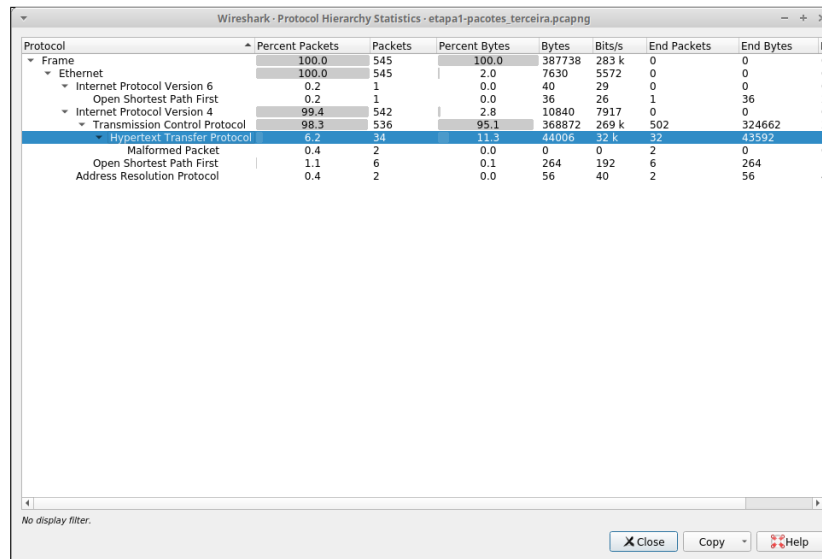 Wireshark · Protocol Hierarchy Statistics · etapa1-pacotes_terceira.pcapng
Protocol Percent Packets Packets Percent Bytes Bytes Bits/s End Packets End Bytes
Frame 100.0 545 100.0 387738 283 k 0 0
Ethernet 100.0 545 2.0 7630 5572 0 0
Internet Protocol Version 6 0.2 1 0.0 40 29 0 0
Open Shortest Path First 0.2 1 0.0 36 26 1 36
Internet Protocol Version 4 99.4 542 2.8 10840 7917 0 0
Transmission Control Protocol 98.3 536 95.1 368872 269 k 502 324662
Hypertext Transfer Protocol 6.2 34 11.3 44006 32 k 32 43592
Malformed Packet 0.4 2 0.0 0 0 2 0
Open Shortest Path First 1.1 6 0.1 264 192 6 264
Address Resolution Protocol 0.4 2 0.0 56 40 2 56
No display filter.
Close Copy Help